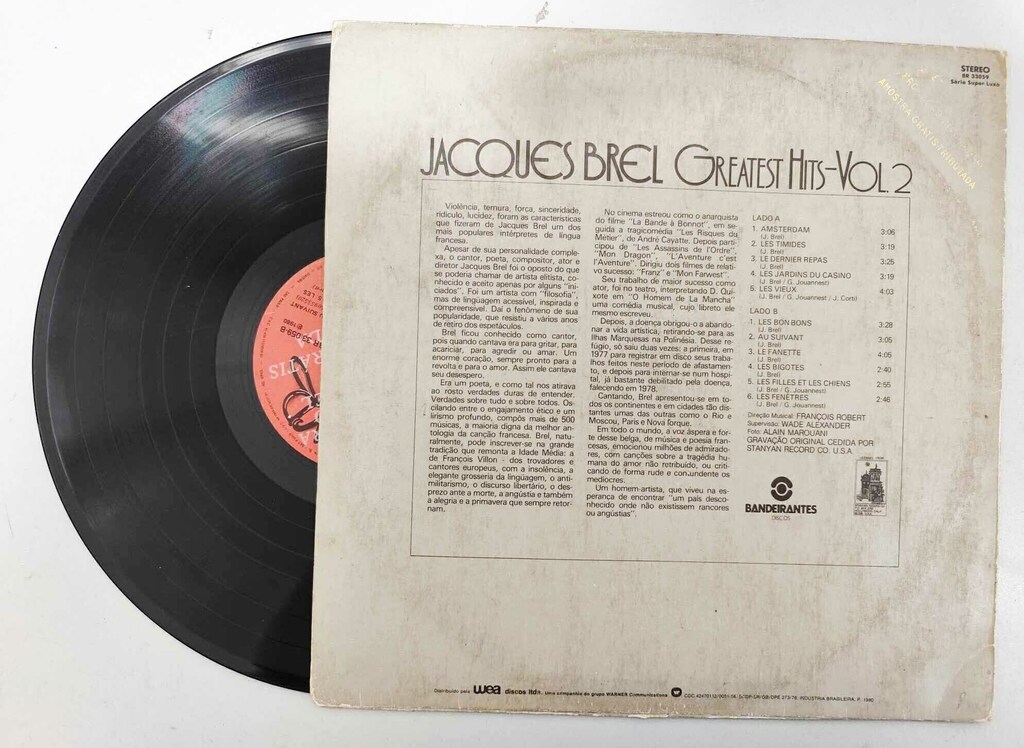 STEREO
BR 33059
Série Super Luxo
AMOSTRA GRATIS TRIBUTADA
JACQUES BREL GREATEST HITS-VOL. 2
Violência, ternura, força, sinceridade,
ridículo, lucidez, foram as características
que fizeram de Jacques Brel um dos
mais populares intérpretes de língua
francesa.
Apesar de sua personalidade comple-
xa, o cantor, poeta, compositor, ator e
diretor Jacques Brel foi o oposto do que
se poderia chamar de artista elitista, co-
nhecido e aceito apenas por alguns "ini-
ciados". Foi um artista com "filosofia",
mas de linguagem acessível, inspirada e
compreensível. Daí o fenômeno de sua
popularidade, que resistiu a vários anos
de retiro dos espetáculos.
Brel ficou conhecido como cantor,
pois quando cantava era para gritar, para
acariciar, para agredir ou amar. Um
enorme coração, sempre pronto para a
revolta e para o amor. Assim ele cantava
seu desespero.
Era um poeta, e como tal nos atirava
ao rosto verdades duras de entender.
Verdades sobre tudo e sobre todos. Os-
cilando entre o engajamento ético e um
lirismo profundo, compôs mais de 500
músicas, a maioria digna da melhor an-
tologia da canção francesa. Brel, natu-
ralmente, pode inscrever-se na grande
tradição que remonta a Idade Média: a
de François Villon - dos trovadores e
cantores europeus, com a insolência, a
elegante grosseria da linguagem, o anti-
militarismo, o discurso libertário, o des-
prezo ante a morte, a angústia e também
a alegria e a primavera que sempre retor-
nam.
No cinema estreou como o anarquista
do filme "La Bande à Bonnot", em se-
guida a tragicomédia "Les Risques du
Métier", de André Cayatte. Depois parti-
cipou de "Les Assassins de l'Ordre",
"Mon Dragon", "L'Aventure c'est
l'Aventure". Dirigiu dois filmes de relati-
vo sucesso: "Franz" e "Mon Farwest".
Seu trabalho de maior sucesso como
ator, foi no teatro, interpretando D. Qui-
xote em "O Homem de La Mancha"
uma comédia musical, cujo libreto ele
mesmo escreveu.
Depois, a doença obrigou-o a abando-
nar a vida artística, retirando-se para as
Ilhas Marquesas na Polinésia. Desse re-
fúgio, só saiu duas vezes: a primeira, em
1977 para registrar em disco seus traba-
lhos feitos neste período de afastamen-
to, e depois para internar-se num hospi-
tal, já bastante debilitado pela doença,
falecendo em 1978.
Cantando, Brel apresentou-se em to-
dos os continentes e em cidades tão dis-
tantes umas das outras como o Rio e
Moscou, Paris e Nova Iorque.
Em todo o mundo, a voz áspera e for-
te desse belga, de música e poesia fran-
cesas, emocionou milhões de admirado-
res, com canções sobre a tragédia hu-
mana do amor não retribuído, ou criti-
cando de forma rude e contundente os
medíocres.
Um homem-artista, que viveu na es-
perança de encontrar "um país desco-
nhecido onde não existissem rancores
ou angústias".
LADO A
1. AMSTERDAM 3:06
(J. Brel)
2. LES TIMIDES 3:19
(J. Brel)
3. LE DERNIER REPAS 3:25
(J. Brel)
4. LES JARDINS DU CASINO 3:19
(J. Brel / G. Jouannest)
5. LES VIEUX 4:03
(J. Brel / G. Jouannest / J. Corti)
LADO B
1. LES BONBONS 3:28
(J. Brel)
2. AU SUIVANT 3:05
(J. Brel)
3. LE FANETTE 4:05
(J. Brel)
4. LES BIGOTES 2:40
(J. Brel)
5. LES FILLES ET LES CHIENS 2:55
(J. Brel / G. Jouannest)
6. LES FENÊTRES 2:46
(J. Brel / G. Jouannest)
Direção Musical: FRANÇOIS ROBERT
Supervisão: WADE ALEXANDER
Foto: ALAIN MAROUANI
GRAVAÇÃO ORIGINAL CEDIDA POR
STANYAN RECORD CO. U.S.A.
BANDEIRANTES
DISCOS
Distribuído pela wea discos ltda. Uma companhia do grupo WARNER Communications
INDÚSTRIA BRASILEIRA. P. 1980
SUIVANT
℗ 1980
33.059-B
GRÁTIS